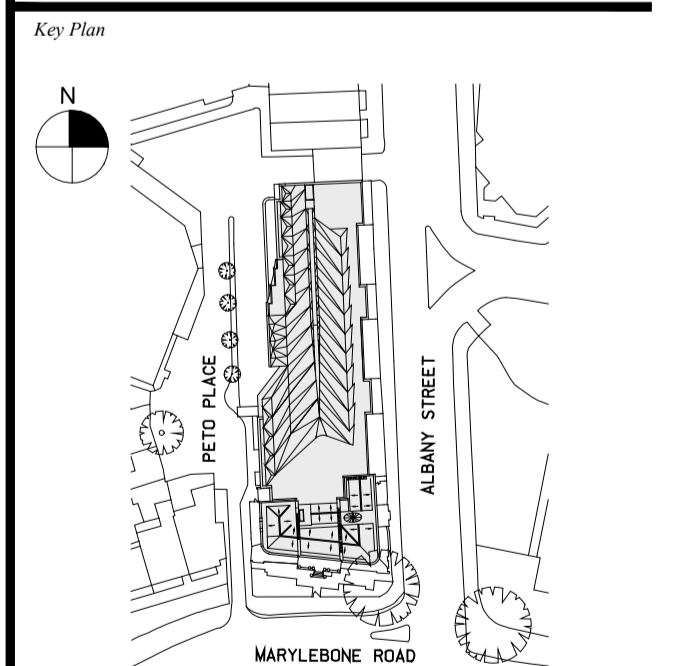 Key Plan
N
PETO PLACE
ALBANY STREET
MARYLEBONE ROAD